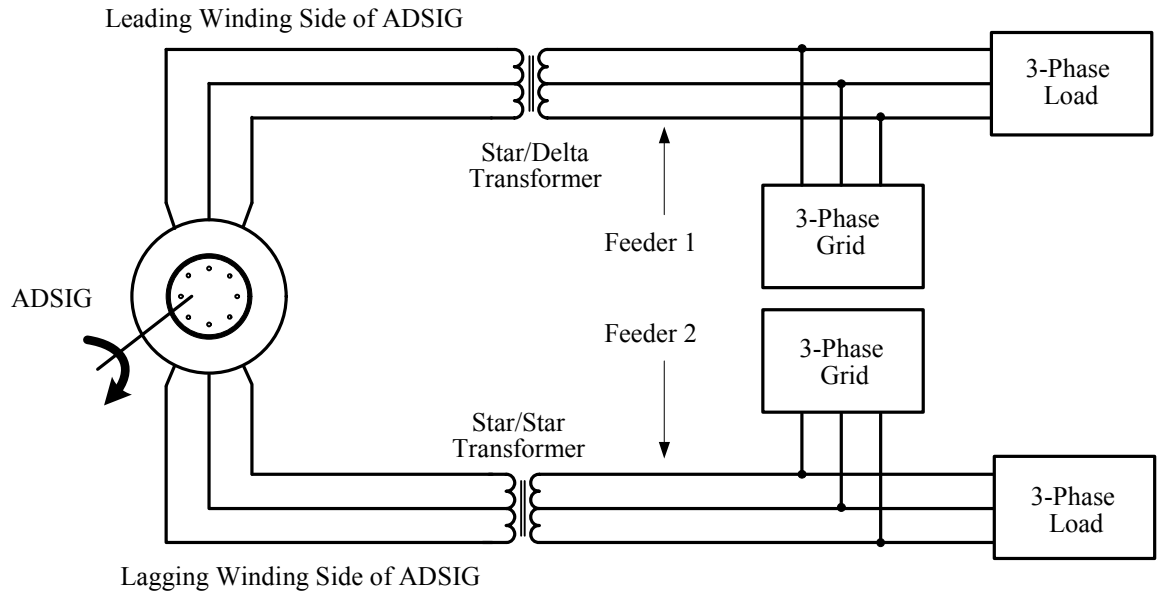 Leading Winding Side of ADSIG
3-Phase
Load
Star/Delta
Transformer
3-Phase
Grid
Feeder 1
ADSIG
Feeder 2
3-Phase
Grid
Star/Star
Transformer
3-Phase
Load
Lagging Winding Side of ADSIG